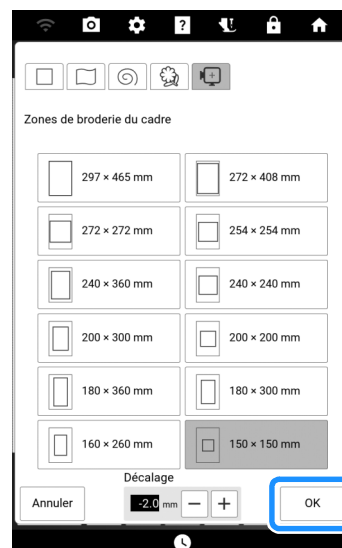 ?
Zones de broderie du cadre
297 × 465 mm
272 × 408 mm
272 × 272 mm
254 × 254 mm
240 × 360 mm
240 × 240 mm
200 × 300 mm
200 × 200 mm
180 × 360 mm
180 × 300 mm
160 × 260 mm
150 × 150 mm
Décalage
Annuler
-2.0 mm − +
OK